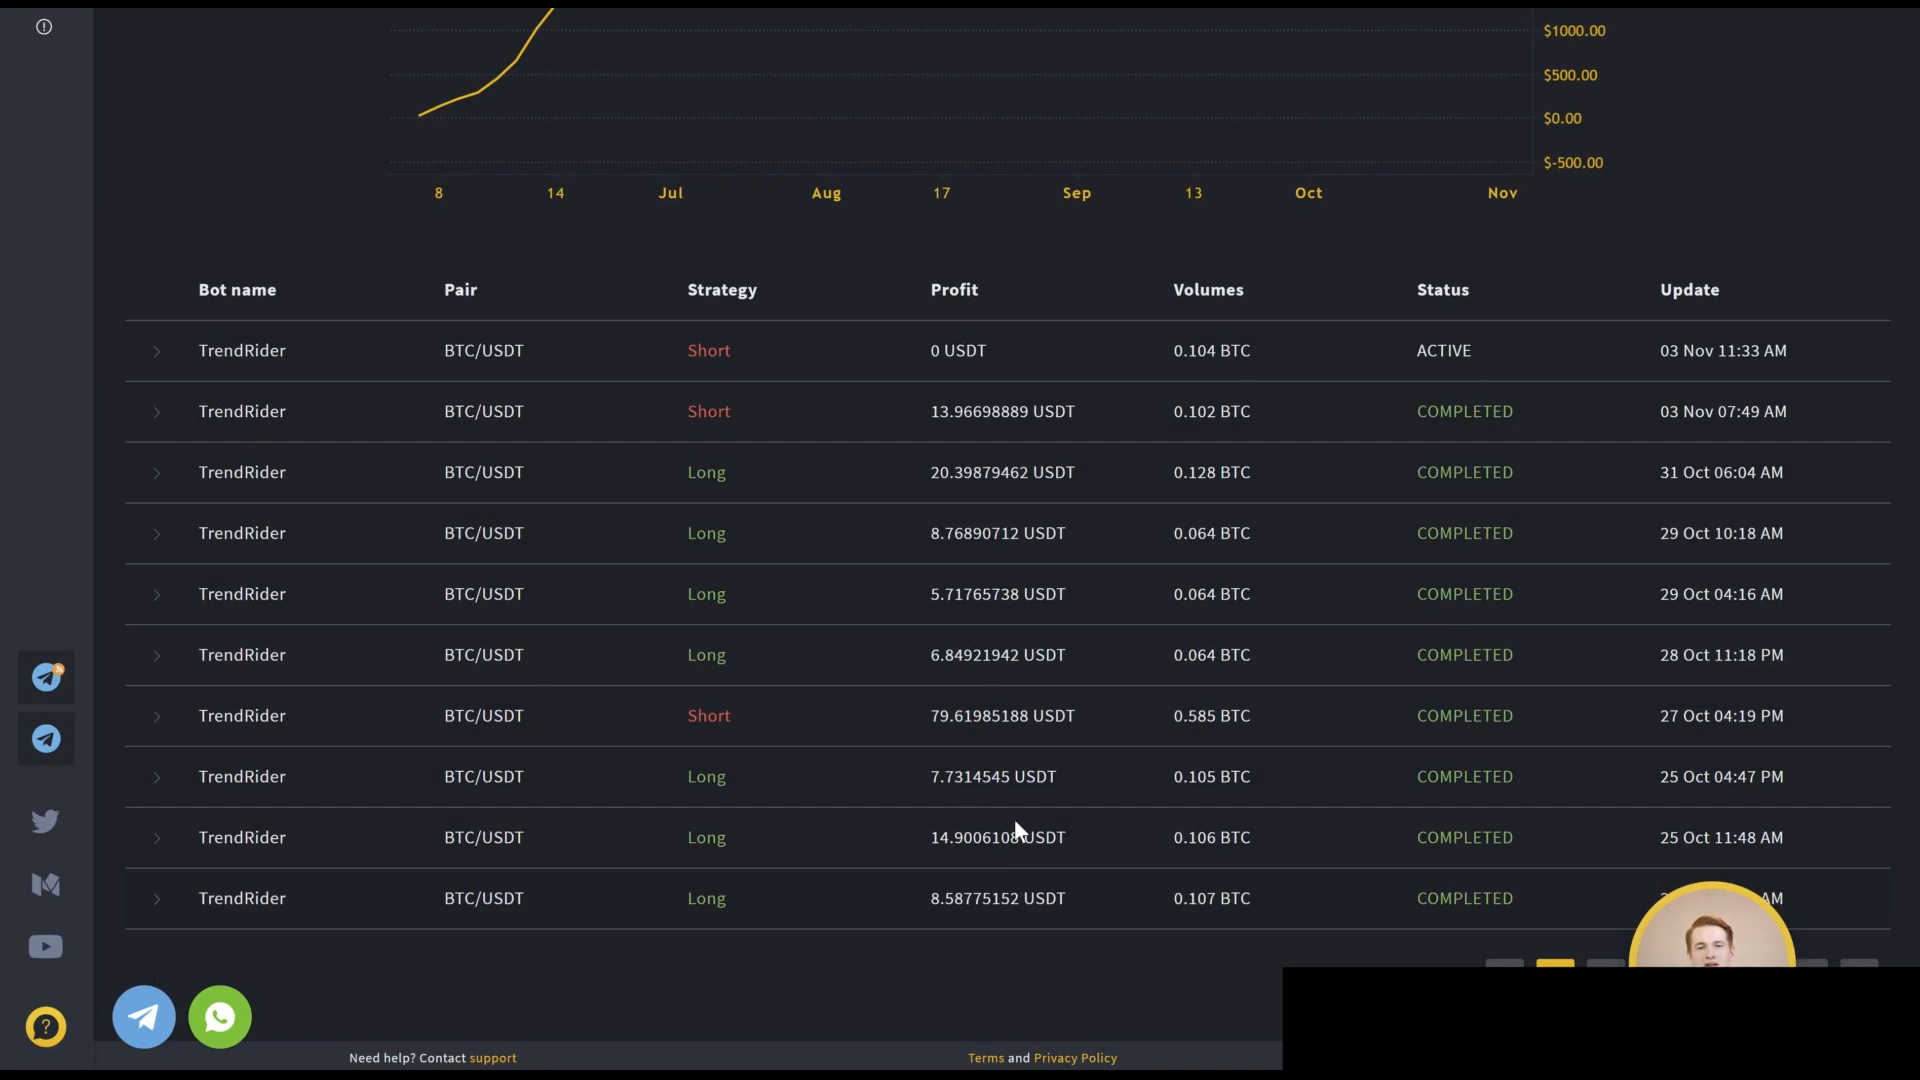 $1000.00
$500.00
$0.00
$-500.00
8 14 Jul Aug 17 Sep 13 Oct Nov
Bot name Pair Strategy Profit Volumes Status Update
TrendRider BTC/USDT Short 0 USDT 0.104 BTC ACTIVE 03 Nov 11:33 AM
TrendRider BTC/USDT Short 13.96698889 USDT 0.102 BTC COMPLETED 03 Nov 07:49 AM
TrendRider BTC/USDT Long 20.39879462 USDT 0.128 BTC COMPLETED 31 Oct 06:04 AM
TrendRider BTC/USDT Long 8.76890712 USDT 0.064 BTC COMPLETED 29 Oct 10:18 AM
TrendRider BTC/USDT Long 5.71765738 USDT 0.064 BTC COMPLETED 29 Oct 04:16 AM
TrendRider BTC/USDT Long 6.84921942 USDT 0.064 BTC COMPLETED 28 Oct 11:18 PM
TrendRider BTC/USDT Short 79.61985188 USDT 0.585 BTC COMPLETED 27 Oct 04:19 PM
TrendRider BTC/USDT Long 7.7314545 USDT 0.105 BTC COMPLETED 25 Oct 04:47 PM
TrendRider BTC/USDT Long 14.9006108 USDT 0.106 BTC COMPLETED 25 Oct 11:48 AM
TrendRider BTC/USDT Long 8.58775152 USDT 0.107 BTC COMPLETED AM
Need help? Contact support Terms and Privacy Policy